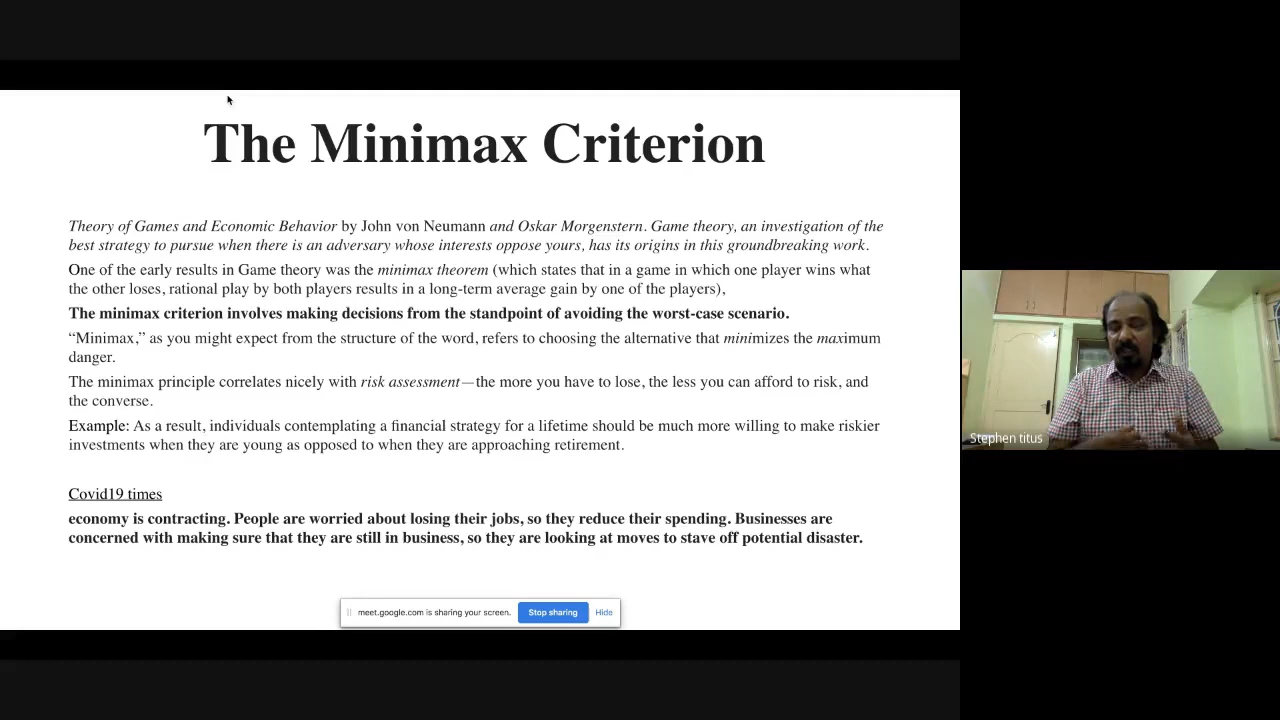 The Minimax Criterion
Theory of Games and Economic Behavior by John von Neumann and Oskar Morgenstern. Game theory, an investigation of the
best strategy to pursue when there is an adversary whose interests oppose yours, has its origins in this groundbreaking work.
One of the early results in Game theory was the minimax theorem (which states that in a game in which one player wins what
the other loses, rational play by both players results in a long-term average gain by one of the players),
The minimax criterion involves making decisions from the standpoint of avoiding the worst-case scenario.
“Minimax,” as you might expect from the structure of the word, refers to choosing the alternative that minimizes the maximum
danger.
The minimax principle correlates nicely with risk assessment—the more you have to lose, the less you can afford to risk, and
the converse.
Example: As a result, individuals contemplating a financial strategy for a lifetime should be much more willing to make riskier
investments when they are young as opposed to when they are approaching retirement.
Covid19 times
economy is contracting. People are worried about losing their jobs, so they reduce their spending. Businesses are
concerned with making sure that they are still in business, so they are looking at moves to stave off potential disaster.
meet.google.com is sharing your screen. Stop sharing Hide
Stephen titus